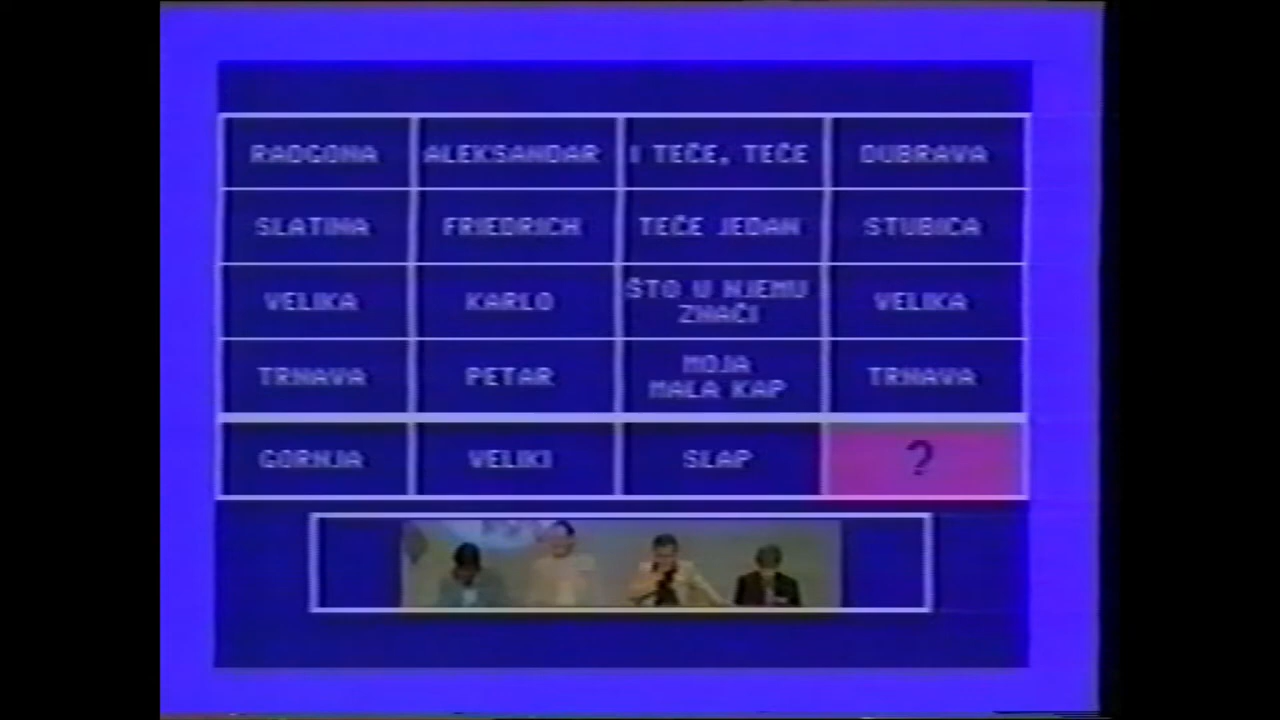 RADGONA ALEKSANDAR I TEČE, TEČE DUBRAVA
SLATINA FRIEDRICH TEČE JEDAN STUBICA
VELIKA KARLO ŠTO U NJEMU ZNAČI VELIKA
TRNAVA PETAR MOJA MALA KAP TRNAVA
GORNJA VELIKI SLAP ?